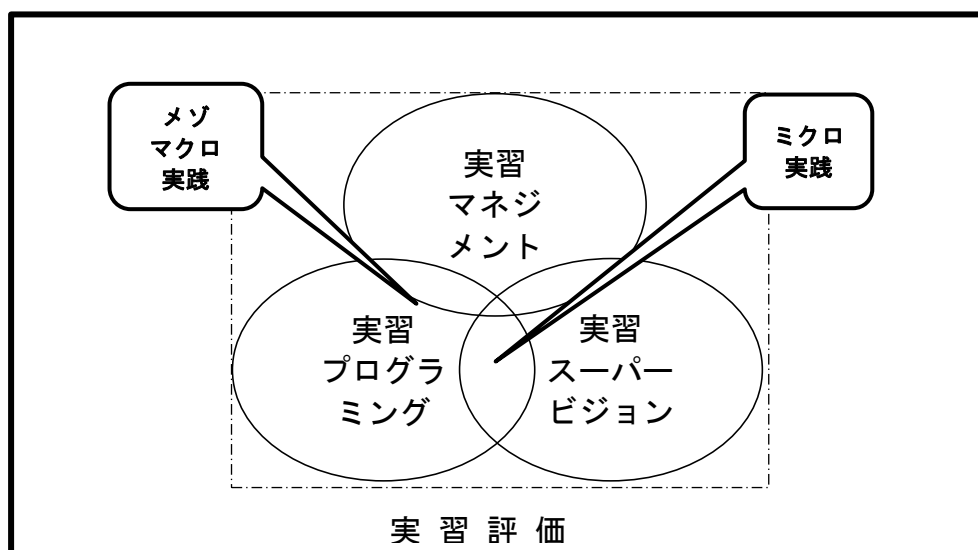 メゾ
マクロ
実践
ミクロ
実践
実習
マネジ
メント
実習
プログラ
ミング
実習
スーパー
ビジョン
実習評価